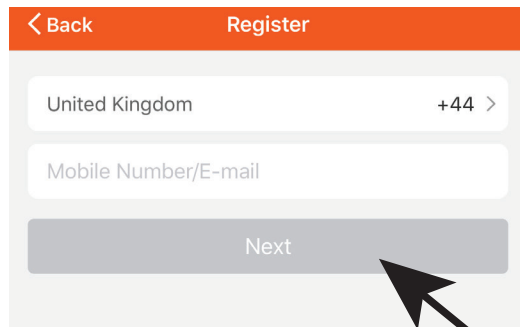 Back
Register
United Kingdom +44
Mobile Number/E-mail
Next